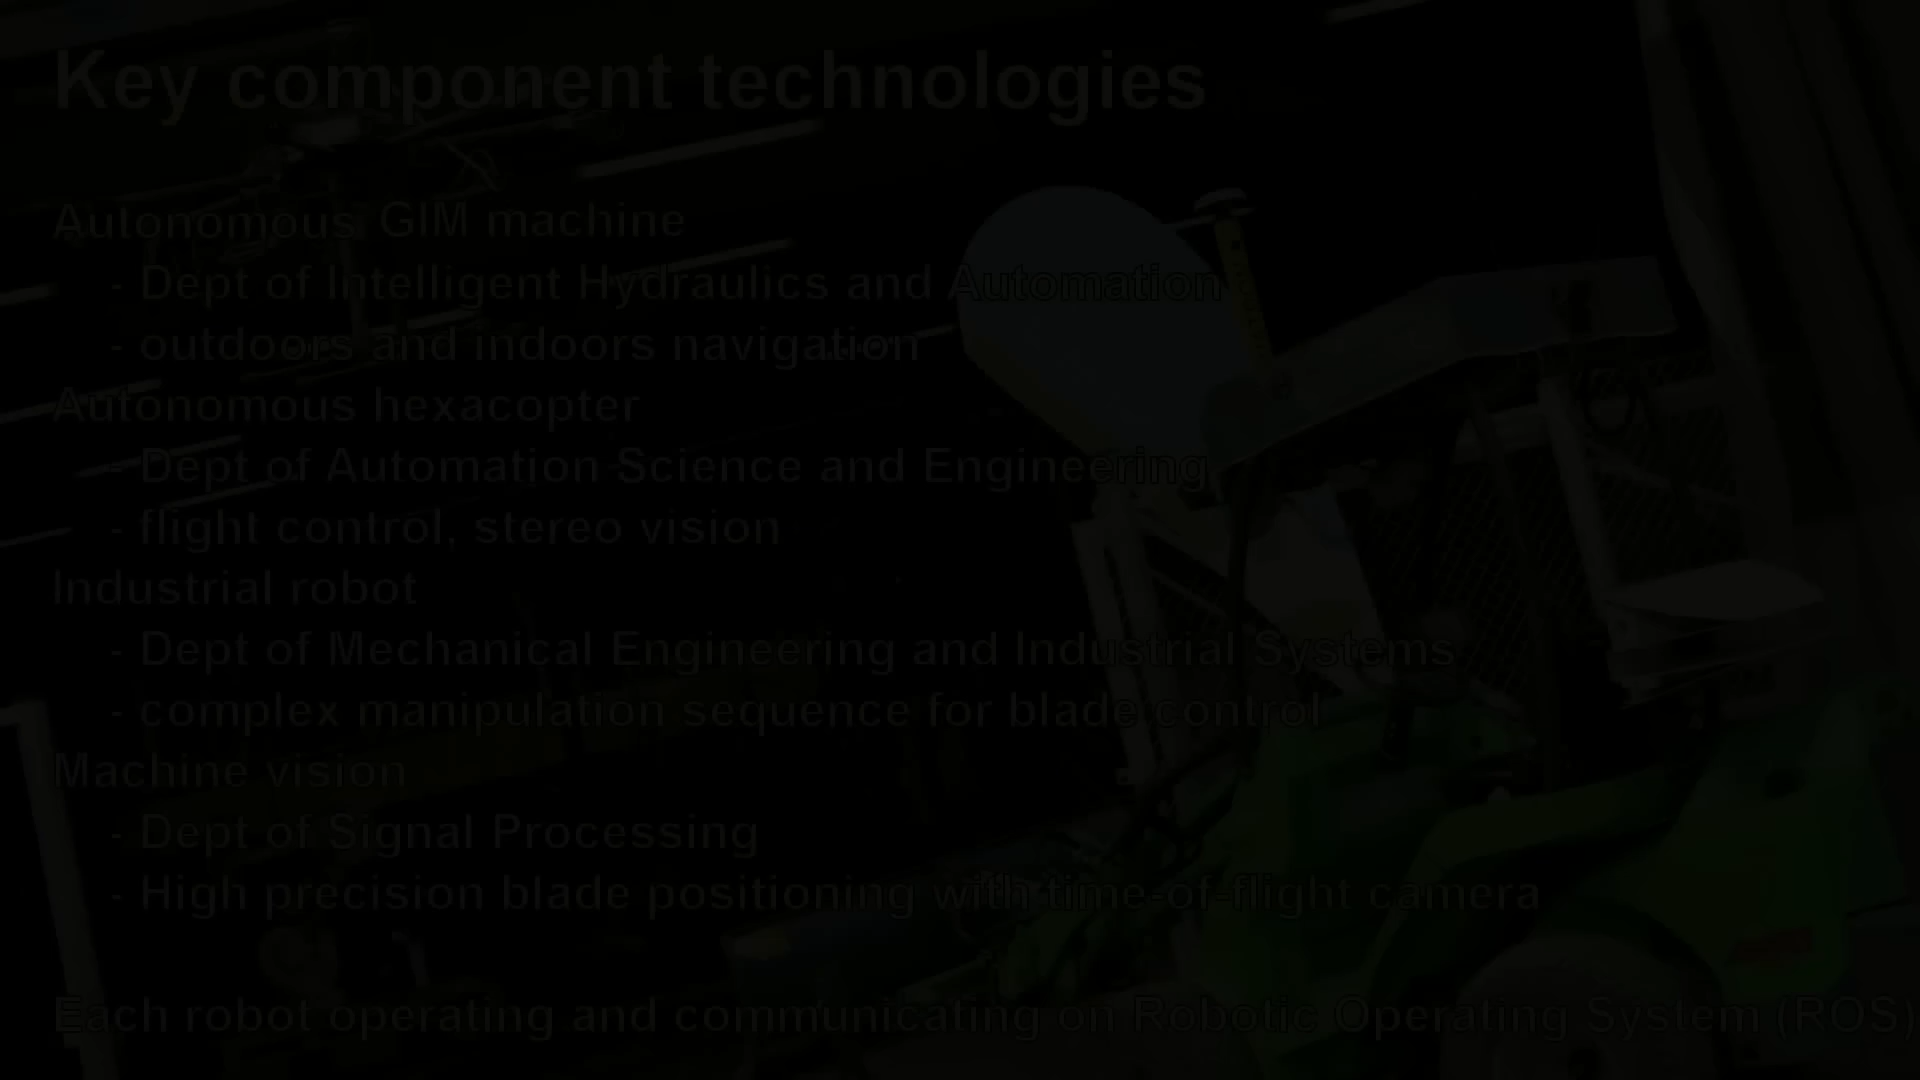 Key component technologies
Autonomous GIM machine
- Dept of Intelligent Hydraulics and Automation
- outdoors and indoors navigation
Autonomous hexacopter
- Dept of Automation Science and Engineering
- flight control, stereo vision
Industrial robot
- Dept of Mechanical Engineering and Industrial Systems
- complex manipulation sequence for blade control
Machine vision
- Dept of Signal Processing
- High precision blade positioning with time-of-flight camera
Each robot operating and communicating on Robotic Operating System (ROS)